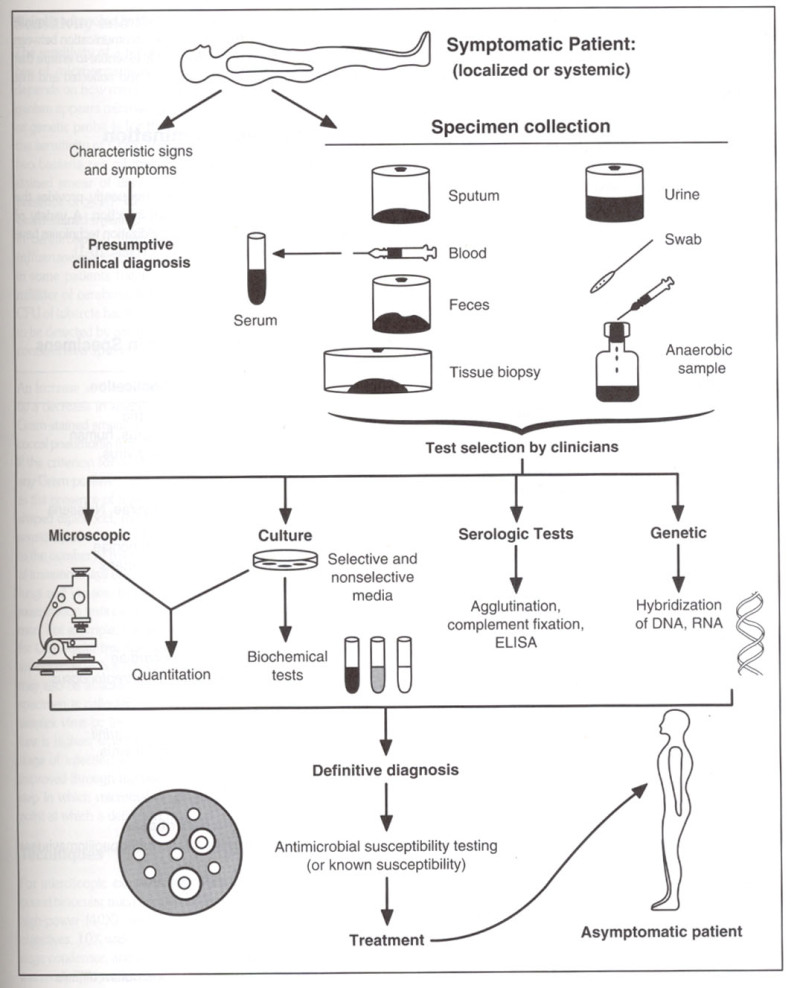 Symptomatic Patient:
(localized or systemic)
Specimen collection
Characteristic signs
and symptoms
Presumptive
clinical diagnosis
Sputum
Urine
Blood
Swab
Serum
Feces
Anaerobic
sample
Tissue biopsy
Test selection by clinicians
Microscopic
Culture
Serologic Tests
Genetic
Selective and
nonselective
media
Agglutination,
complement fixation,
ELISA
Hybridization
of DNA, RNA
Quantitation
Biochemical
tests
Definitive diagnosis
Antimicrobial susceptibility testing
(or known susceptibility)
Treatment
Asymptomatic patient